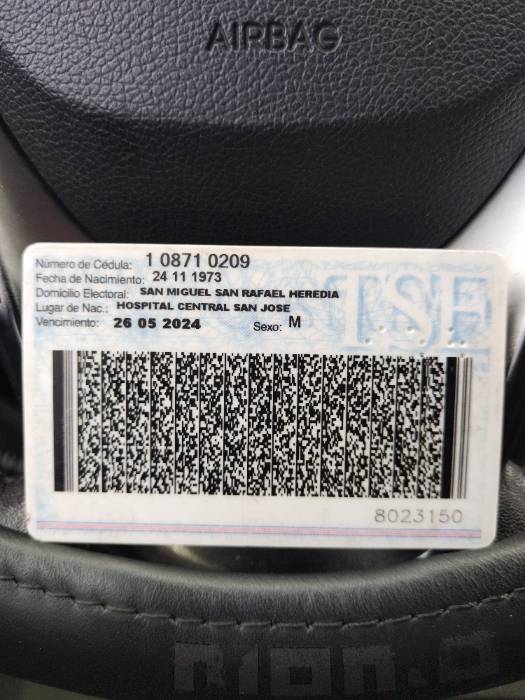 AIRBAG
Número de Cédula: 1 0871 0209
Fecha de Nacimiento: 24 11 1973
Domicilio Electoral: SAN MIGUEL SAN RAFAEL HEREDIA
Lugar de Nac.: HOSPITAL CENTRAL SAN JOSE
Vencimiento: 26 05 2024 Sexo: M
TSE
8023150